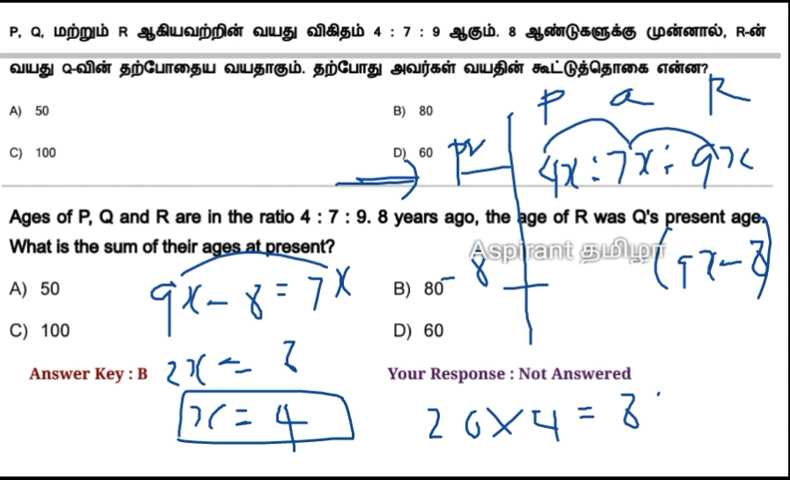 P, Q, மற்றும் R ஆகியவற்றின் வயது விகிதம் 4 : 7 : 9 ஆகும். 8 ஆண்டுகளுக்கு முன்னால், R-ன்
வயது Q-வின் தற்போதைய வயதாகும். தற்போது அவர்கள் வயதின் கூட்டுத்தொகை என்ன?
P Q R
A) 50 B) 80
C) 100 D) 60
4x : 7x : 9x
Ages of P, Q and R are in the ratio 4 : 7 : 9. 8 years ago, the age of R was Q's present age.
What is the sum of their ages at present?
Aspirant தமிழா
- 8 (9x-8)
A) 50 B) 80
9x - 8 = 7x
C) 100 D) 60
2x = 8
Answer Key : B Your Response : Not Answered
x = 4
20 x 4 = 8